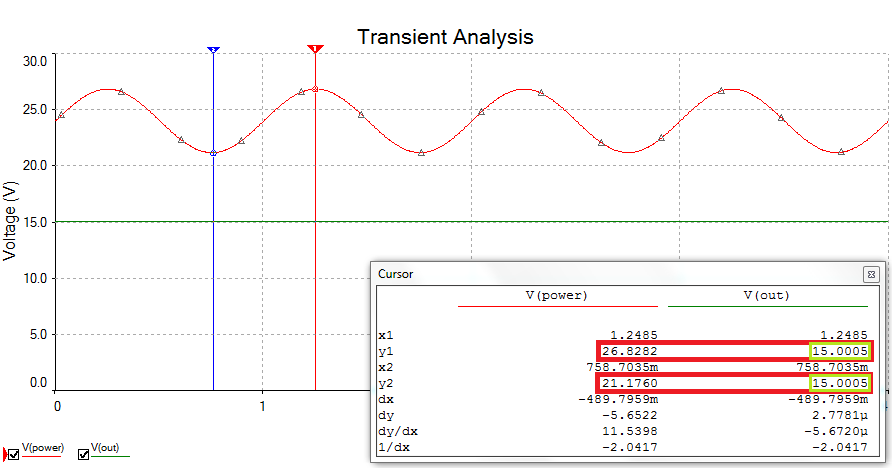 Transient Analysis
2
1
30.0
25.0
20.0
15.0
10.0
5.0
0.0
Voltage (V)
0
1
4
Cursor
V(power) V(out)
x1 1.2485 1.2485
y1 26.8282 15.0005
x2 758.7035m 758.7035m
y2 21.1760 15.0005
dx -489.7959m -489.7959m
dy -5.6522 2.7781µ
dy/dx 11.5398 -5.6720µ
1/dx -2.0417 -2.0417
V(power) V(out)